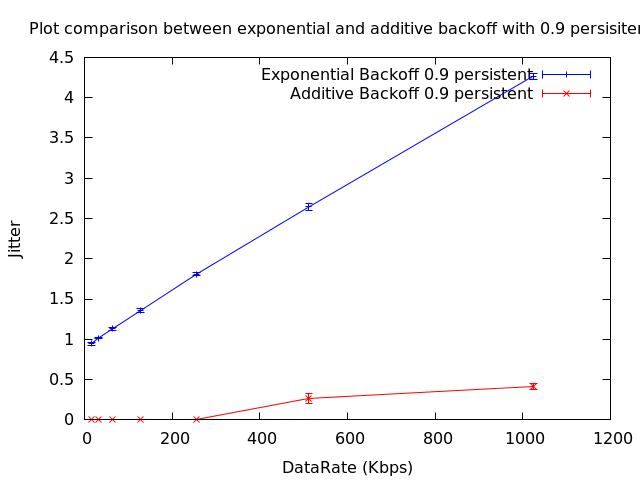 Plot comparison between exponential and additive backoff with 0.9 persisiter
4.5
Exponential Backoff 0.9 persistent
Additive Backoff 0.9 persistent
4
3.5
3
2.5
Jitter
2
1.5
1
0.5
0
0 200 400 600 800 1000 1200
DataRate (Kbps)